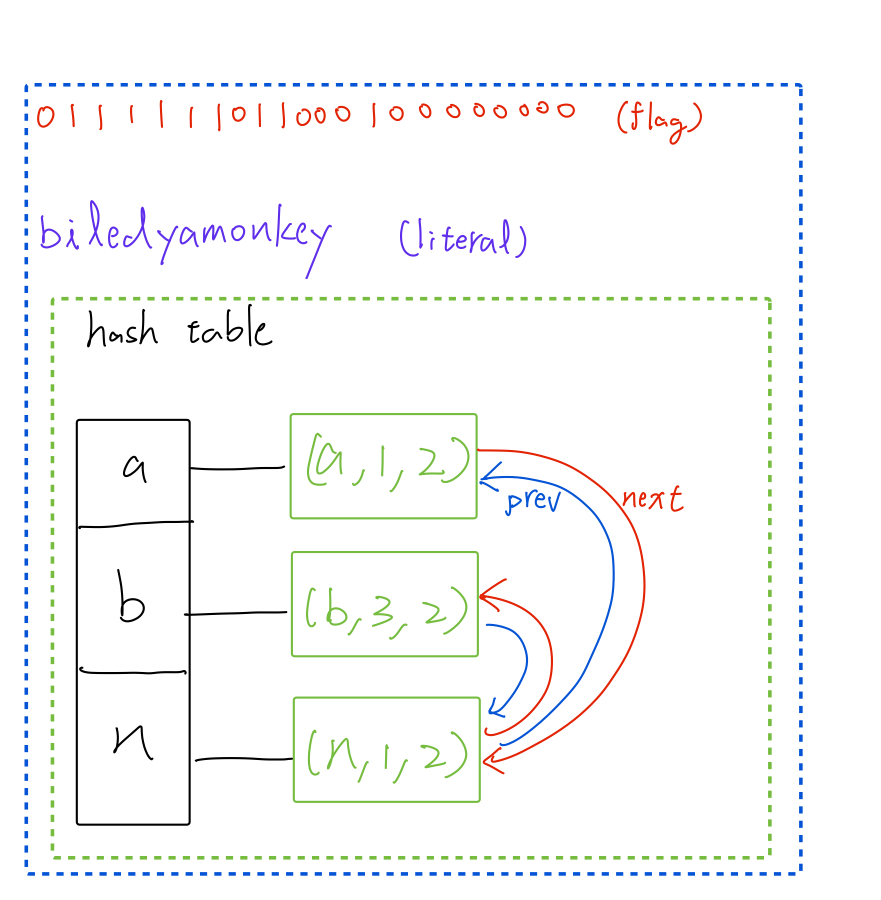 0111111011000100000000 (flag)
biledyamonkey (literal)
hash table
a (a,1,2)
prev next
b (b,3,2)
n (n,1,2)